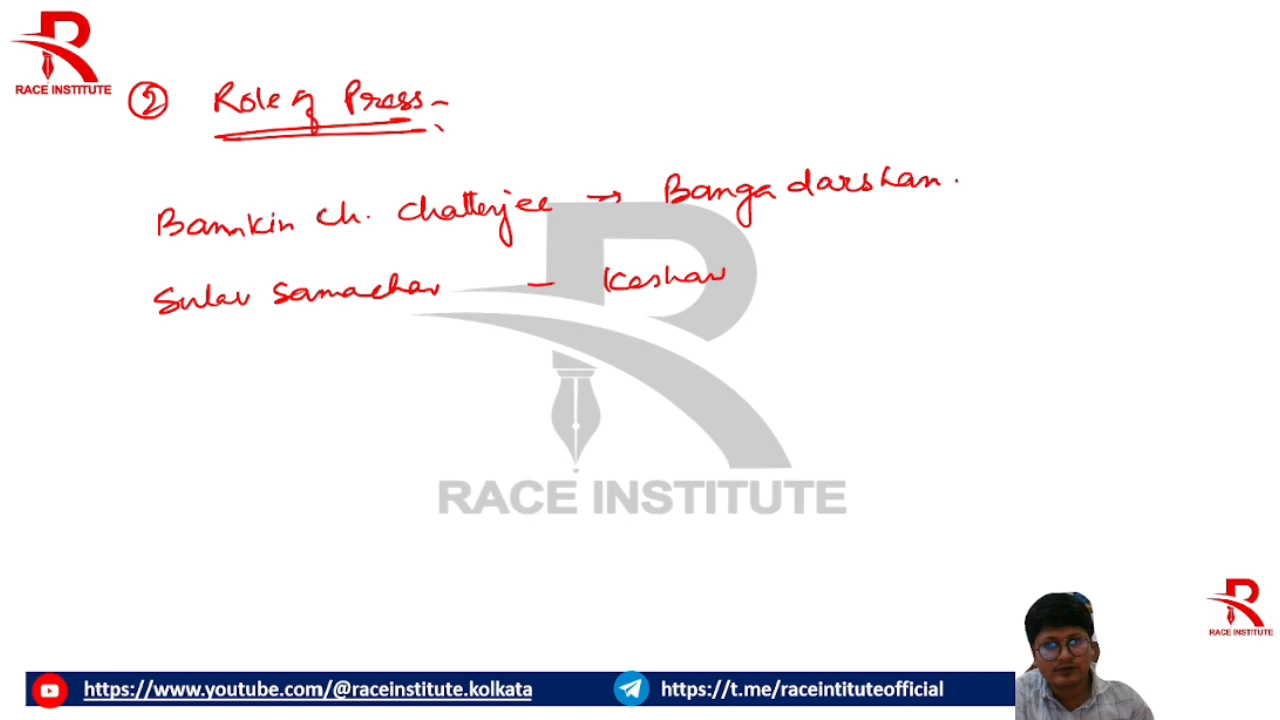 RACE INSTITUTE
② Role of Press -
Bamnkin ch. Chatterjee → Banga darshan.
Sulav Samachar - Keshav
RACE INSTITUTE
RACE INSTITUTE
https://www.youtube.com/@raceinstitute.kolkata
https://t.me/raceintituteofficial